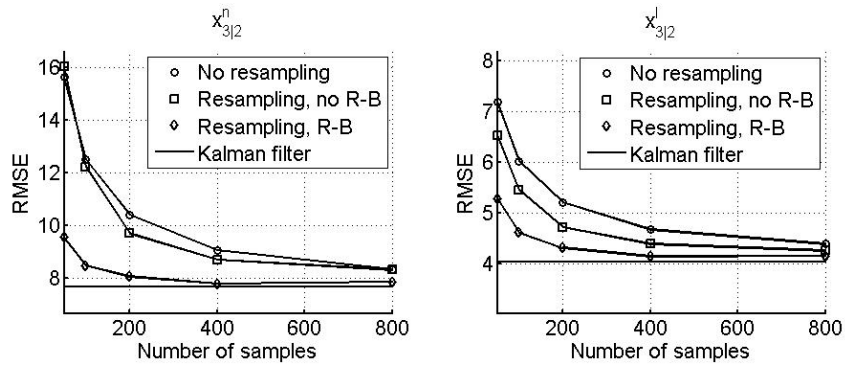 x^n_{3|2}
16
14
12
10
8
RMSE
No resampling
Resampling, no R-B
Resampling, R-B
Kalman filter
200
400
600
800
Number of samples
x^l_{3|2}
8
7
6
5
4
RMSE
No resampling
Resampling, no R-B
Resampling, R-B
Kalman filter
200
400
600
800
Number of samples